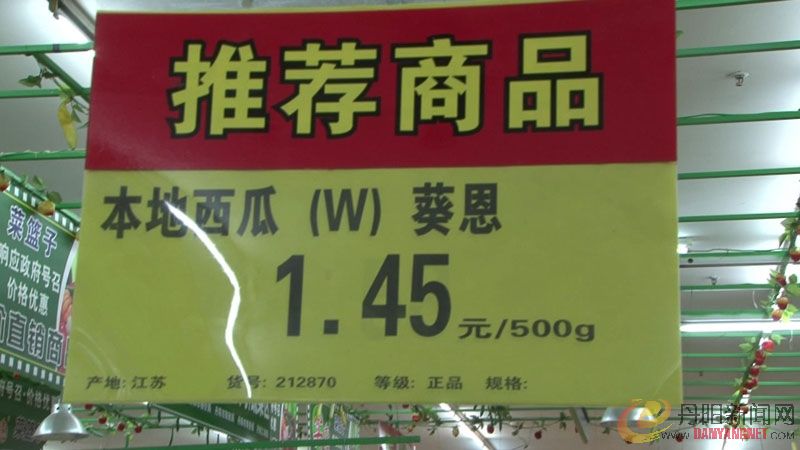 推荐商品
本地西瓜 (W) 葵恩
1.45 元/500g
产地: 江苏 货号: 212870 等级: 正品 规格:
菜篮子
响应政府号召
价格优惠
直销商
丹阳新闻网
WWW.DANYANGNET.COM